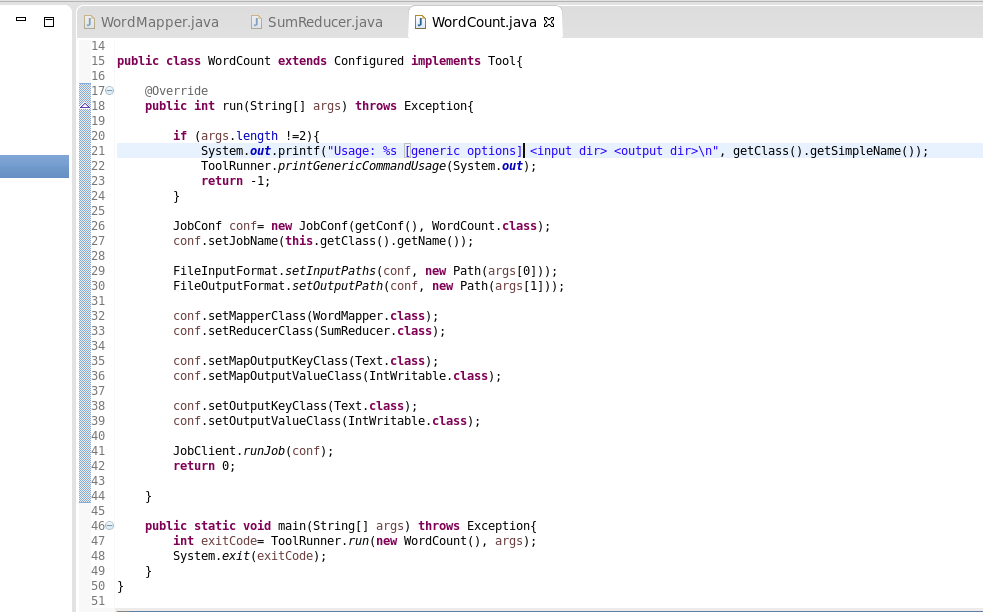 WordMapper.java SumReducer.java WordCount.java
14
15 public class WordCount extends Configured implements Tool{
16
17 @Override
18 public int run(String[] args) throws Exception{
19
20 if (args.length !=2){
21 System.out.printf("Usage: %s [generic options] <input dir> <output dir>\n", getClass().getSimpleName());
22 ToolRunner.printGenericCommandUsage(System.out);
23 return -1;
24 }
25
26 JobConf conf= new JobConf(getConf(), WordCount.class);
27 conf.setJobName(this.getClass().getName());
28
29 FileInputFormat.setInputPaths(conf, new Path(args[0]));
30 FileOutputFormat.setOutputPath(conf, new Path(args[1]));
31
32 conf.setMapperClass(WordMapper.class);
33 conf.setReducerClass(SumReducer.class);
34
35 conf.setMapOutputKeyClass(Text.class);
36 conf.setMapOutputValueClass(IntWritable.class);
37
38 conf.setOutputKeyClass(Text.class);
39 conf.setOutputValueClass(IntWritable.class);
40
41 JobClient.runJob(conf);
42 return 0;
43
44 }
45
46 public static void main(String[] args) throws Exception{
47 int exitCode= ToolRunner.run(new WordCount(), args);
48 System.exit(exitCode);
49 }
50 }
51